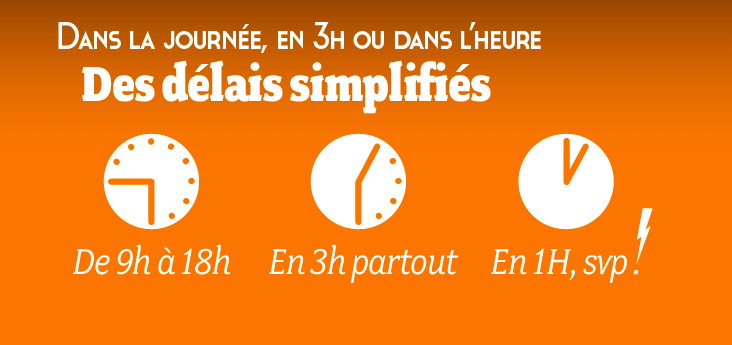 Dans la journée, en 3h ou dans l'heure
Des délais simplifiés
De 9h à 18h
En 3h partout
En 1H, svp !